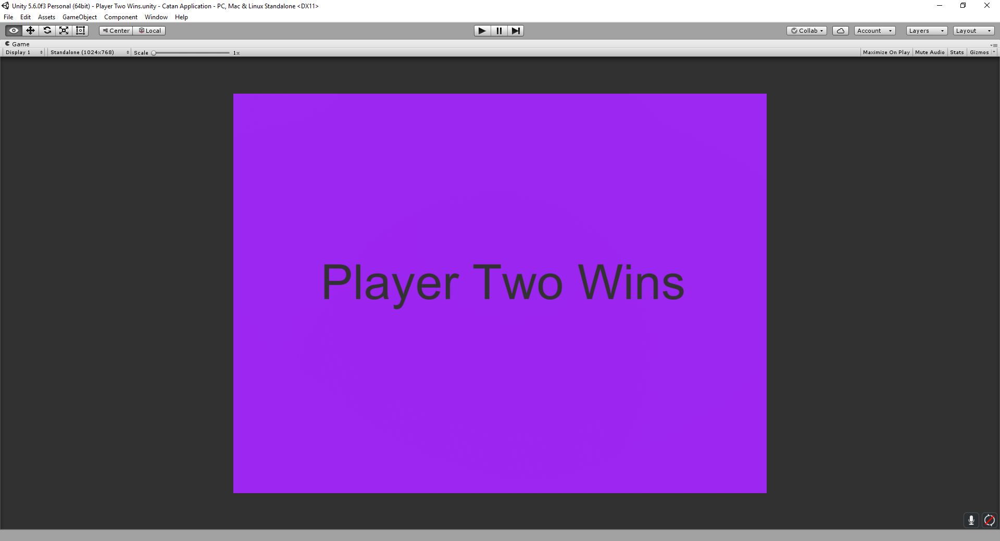 Unity 5.6.0f3 Personal (64bit) - Player Two Wins.unity - Catan Application - PC, Mac & Linux Standalone <DX11>
File Edit Assets GameObject Component Window Help
Center Local Collab Account Layers Layout
Game
Display 1 Standalone (1024x768) Scale 1x Maximize On Play Mute Audio Stats Gizmos
Player Two Wins